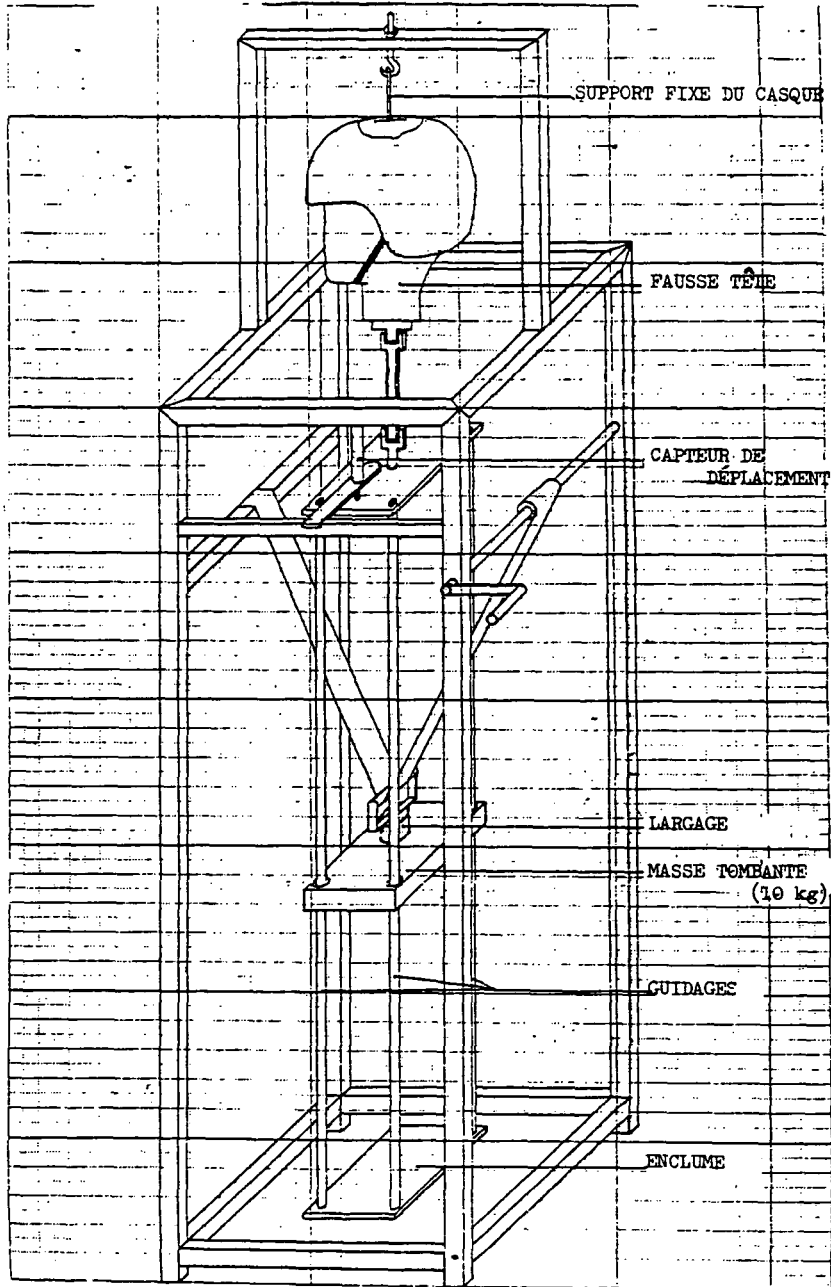 SUPPORT FIXE DU CASQUE
FAUSSE TÊTE
CAPTEUR DE
DÉPLACEMENT
LARGAGE
MASSE TOMBANTE
(10 kg)
GUIDAGES
ENCLUME